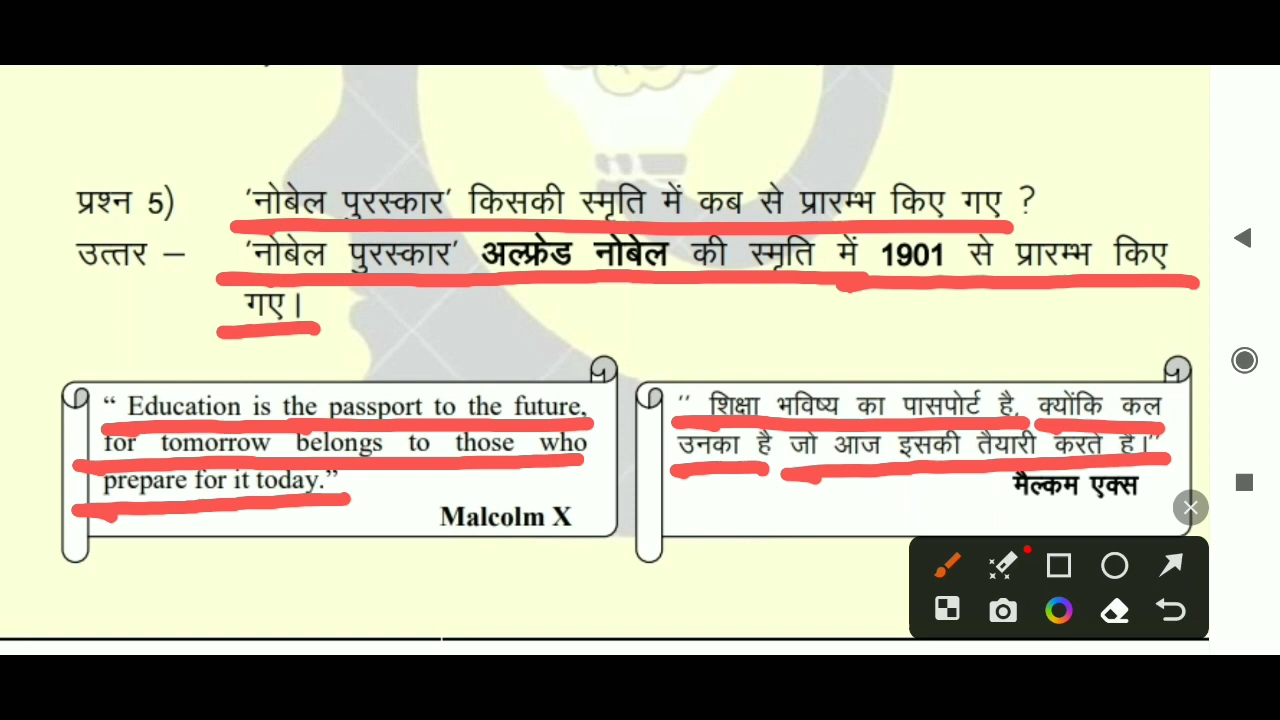 प्रश्न 5) 'नोबेल पुरस्कार' किसकी स्मृति में कब से प्रारम्भ किए गए ?
उत्तर – 'नोबेल पुरस्कार' अल्फ्रेड नोबेल की स्मृति में 1901 से प्रारम्भ किए
गए।
“ Education is the passport to the future,
for tomorrow belongs to those who
prepare for it today.”
Malcolm X
'' शिक्षा भविष्य का पासपोर्ट है, क्योंकि कल
उनका है जो आज इसकी तैयारी करते हैं।''
मैल्कम एक्स